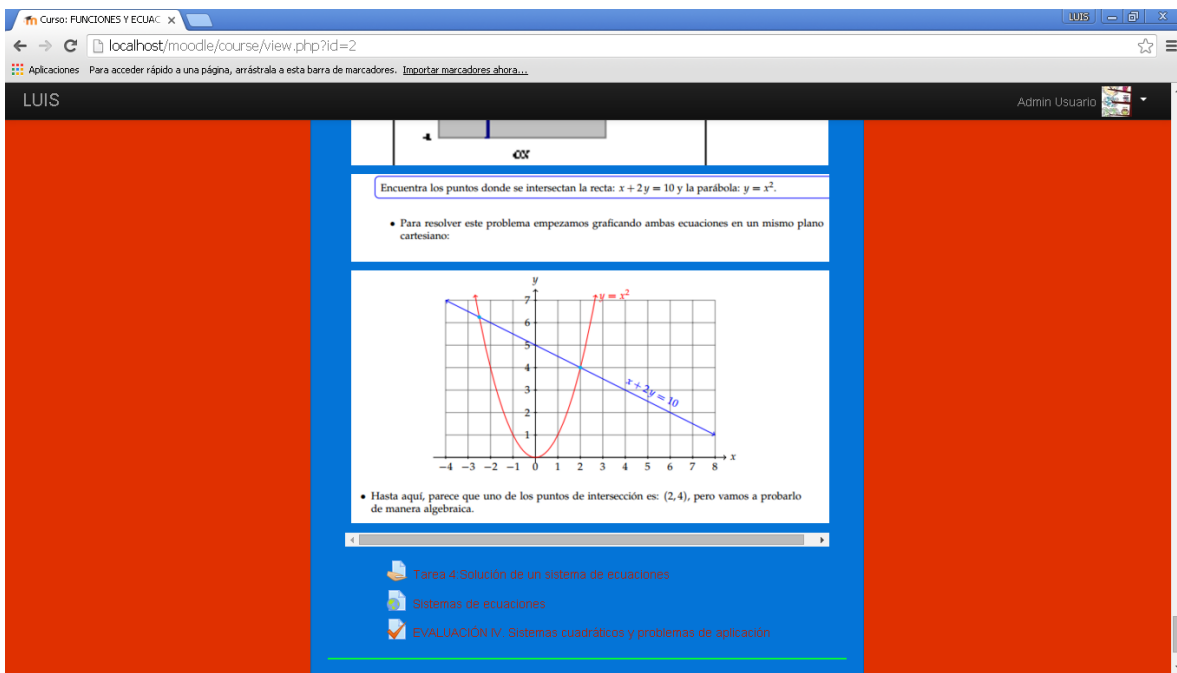 Curso: FUNCIONES Y ECUAC
LUIS
localhost/moodle/course/view.php?id=2
Aplicaciones Para acceder rápido a una página, arrástrala a esta barra de marcadores. Importar marcadores ahora...
LUIS
Admin Usuario
Encuentra los puntos donde se intersectan la recta: x + 2y = 10 y la parábola: y = x².
• Para resolver este problema empezamos graficando ambas ecuaciones en un mismo plano
cartesiano:
y
y = x²
7
6
5
4
3
2
1
x + 2y = 10
−4 −3 −2 −1 0 1 2 3 4 5 6 7 8 x
• Hasta aquí, parece que uno de los puntos de intersección es: (2, 4), pero vamos a probarlo
de manera algebraica.
Tarea 4 Solución de un sistema de ecuaciones
Sistemas de ecuaciones
EVALUACIÓN IV. Sistemas cuadráticos y problemas de aplicación